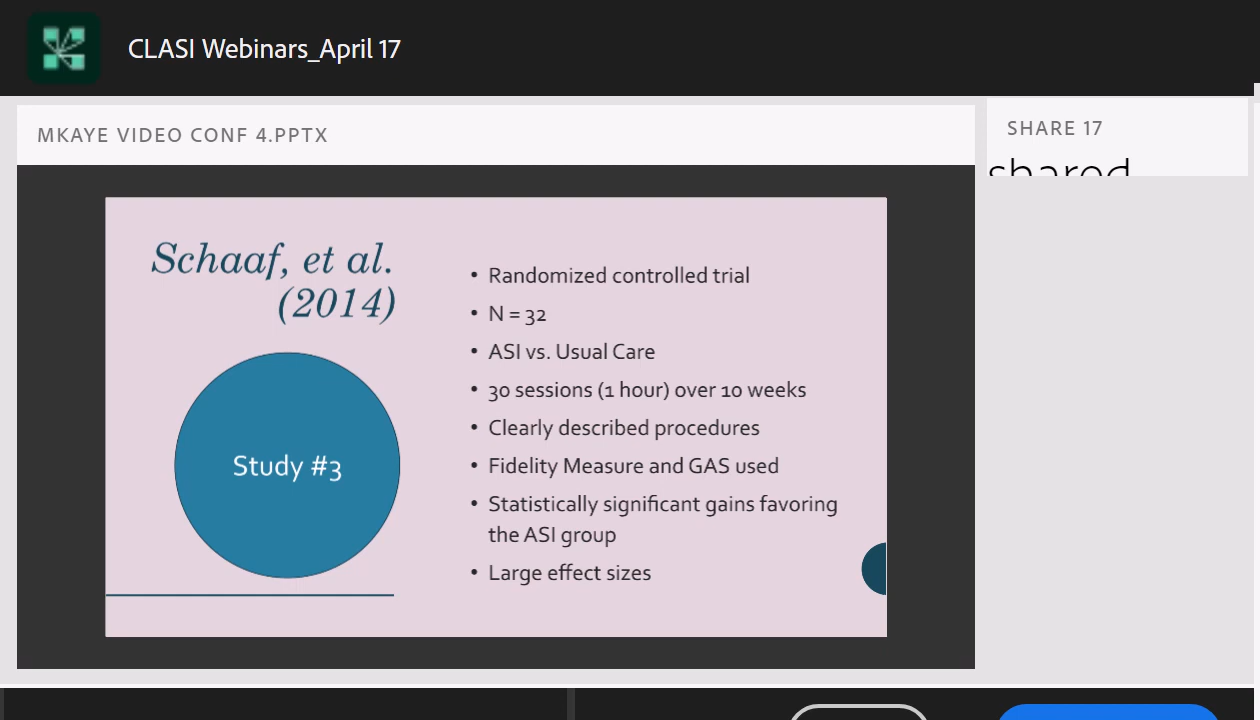 CLASI Webinars_April 17
MKAYE VIDEO CONF 4.PPTX
SHARE 17
shared
Schaaf, et al.
(2014)
Study #3
• Randomized controlled trial
• N = 32
• ASI vs. Usual Care
• 30 sessions (1 hour) over 10 weeks
• Clearly described procedures
• Fidelity Measure and GAS used
• Statistically significant gains favoring
the ASI group
• Large effect sizes